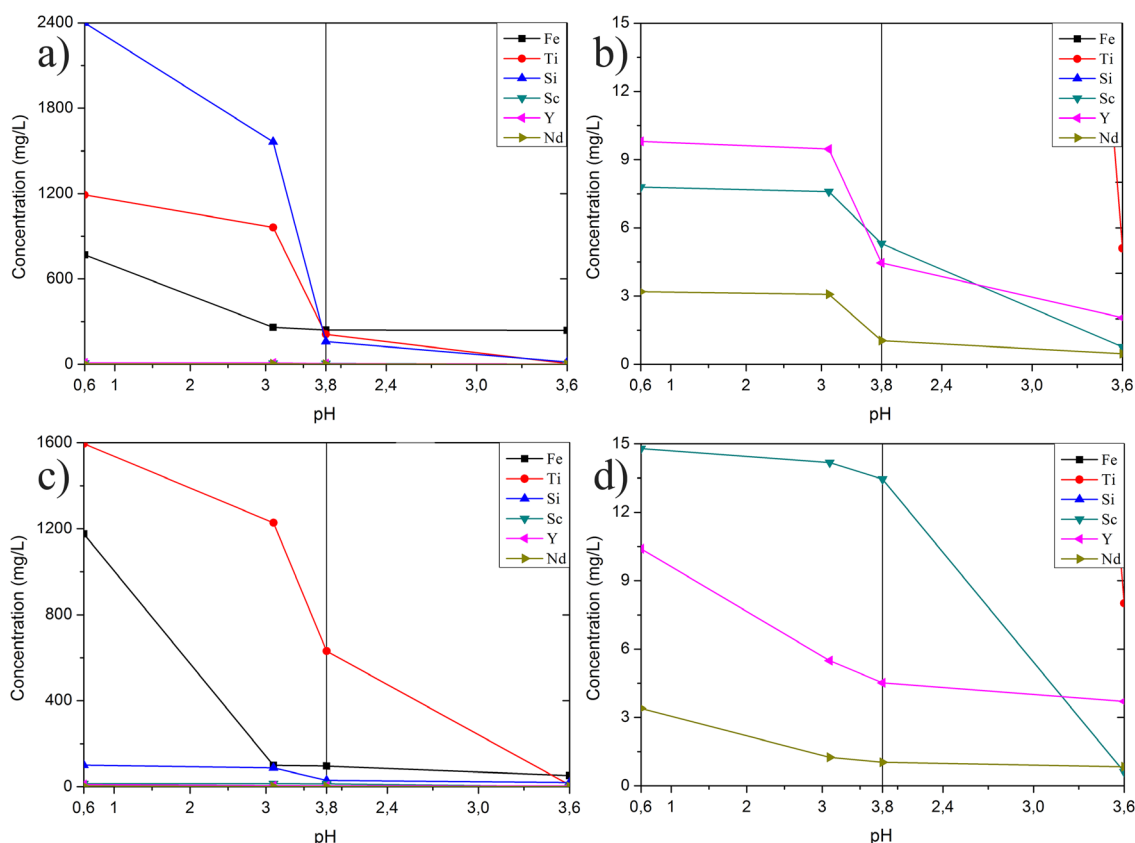 a)
2400
1800
1200
600
0
Concentration (mg/L)
0,6 1 2 3 3,8 2,4 3,0 3,6
pH
Fe
Ti
Si
Sc
Y
Nd
b)
15
12
9
6
3
0
Concentration (mg/L)
0,6 1 2 3 3,8 2,4 3,0 3,6
pH
Fe
Ti
Si
Sc
Y
Nd
c)
1600
1200
800
400
0
Concentration (mg/L)
0,6 1 2 3 3,8 2,4 3,0 3,6
pH
Fe
Ti
Si
Sc
Y
Nd
d)
15
12
9
6
3
0
Concentration (mg/L)
0,6 1 2 3 3,8 2,4 3,0 3,6
pH
Fe
Ti
Si
Sc
Y
Nd